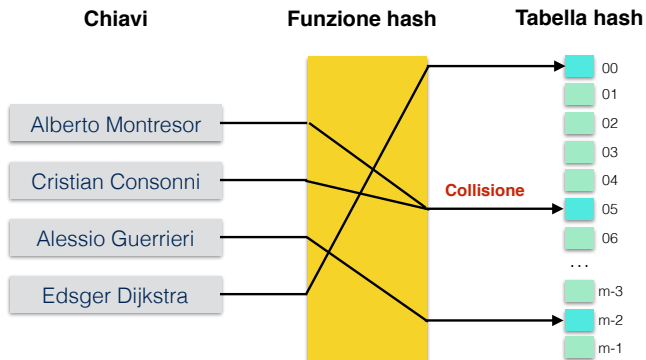 Chiavi
Funzione hash
Tabella hash
Alberto Montresor
Cristian Consonni
Alessio Guerrieri
Edsger Dijkstra
Collisione
00
01
02
03
04
05
06
...
m-3
m-2
m-1